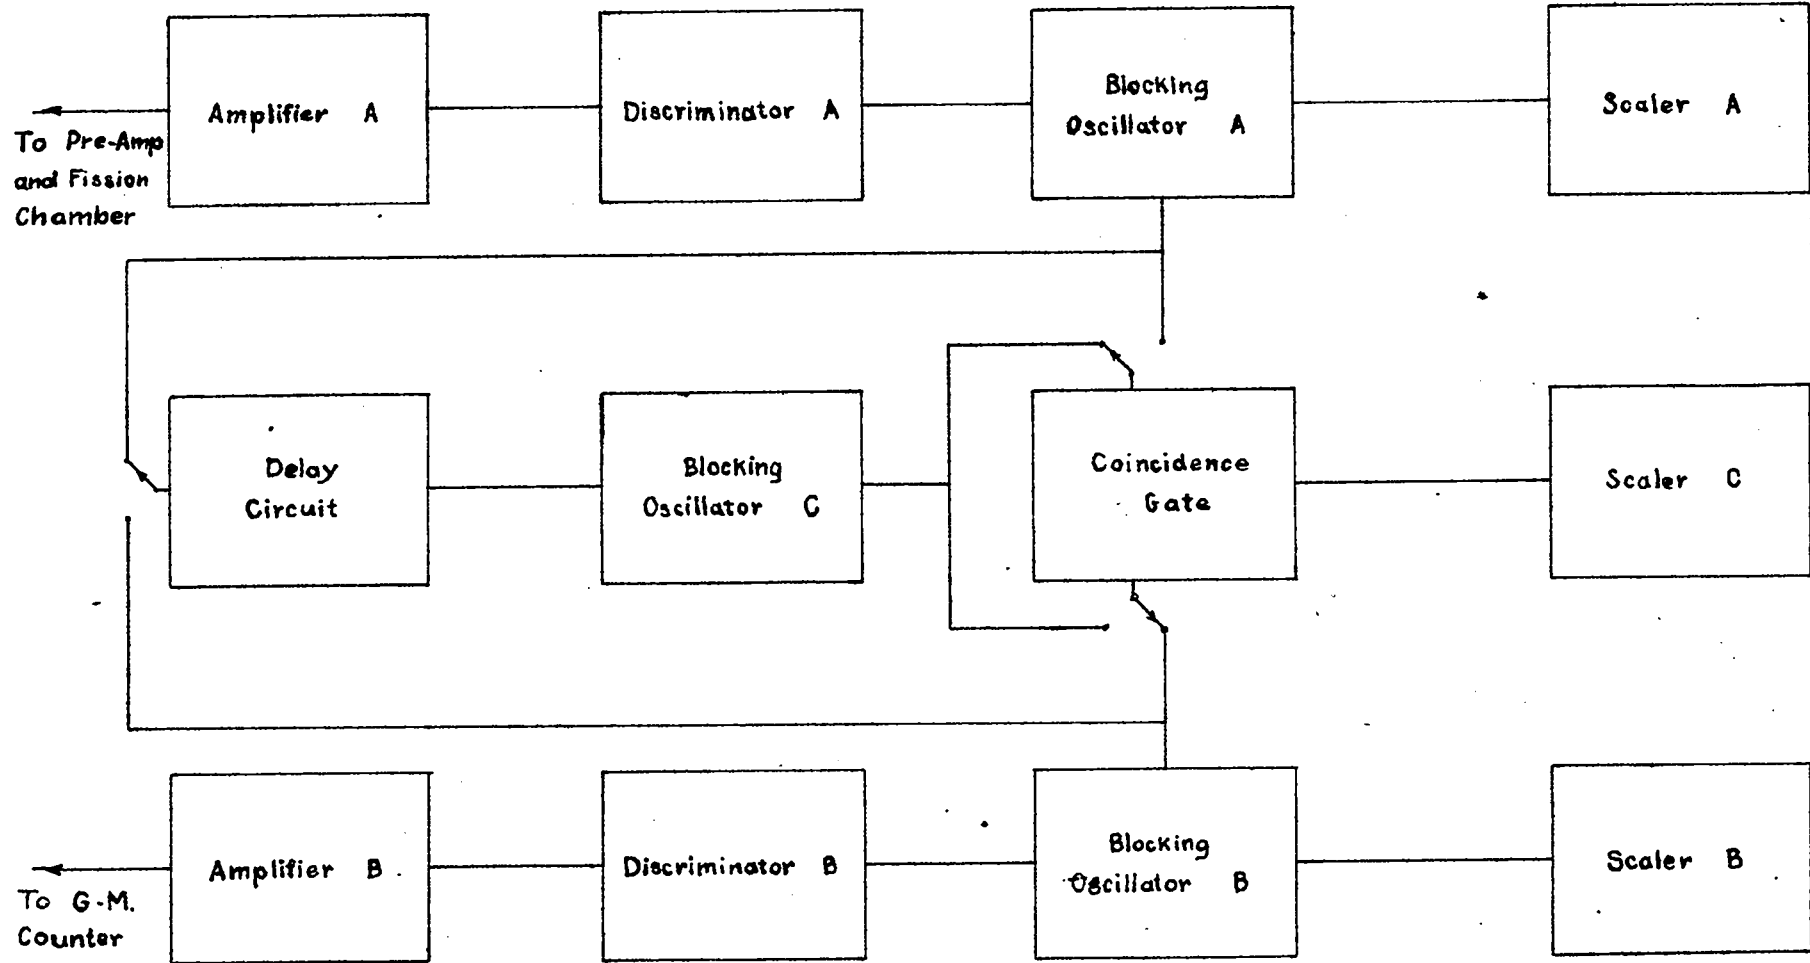 Amplifier A
Discriminator A
Blocking
Oscillator A
Scaler A
To Pre-Amp
and Fission
Chamber
Delay
Circuit
Blocking
Oscillator C
Coincidence
Gate
Scaler C
Amplifier B
Discriminator B
Blocking
Oscillator B
Scaler B
To G-M.
Counter